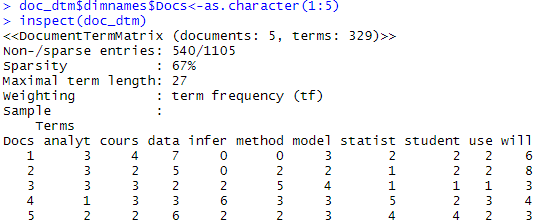 > doc_dtm$dimnames$Docs<-as.character(1:5)
> inspect(doc_dtm)
<<DocumentTermMatrix (documents: 5, terms: 329)>>
Non-/sparse entries: 540/1105
Sparsity           : 67%
Maximal term length: 27
Weighting          : term frequency (tf)
Sample             :
    Terms
Docs analyt cours data infer method model statist student use will
   1      3     4    7     0      0     3       2       2   2    6
   2      3     2    5     0      2     2       1       2   2    8
   3      3     3    2     2      5     4       1       1   1    3
   4      1     3    3     6      3     3       5       2   3    4
   5      2     2    6     2      2     3       4       4   2    3